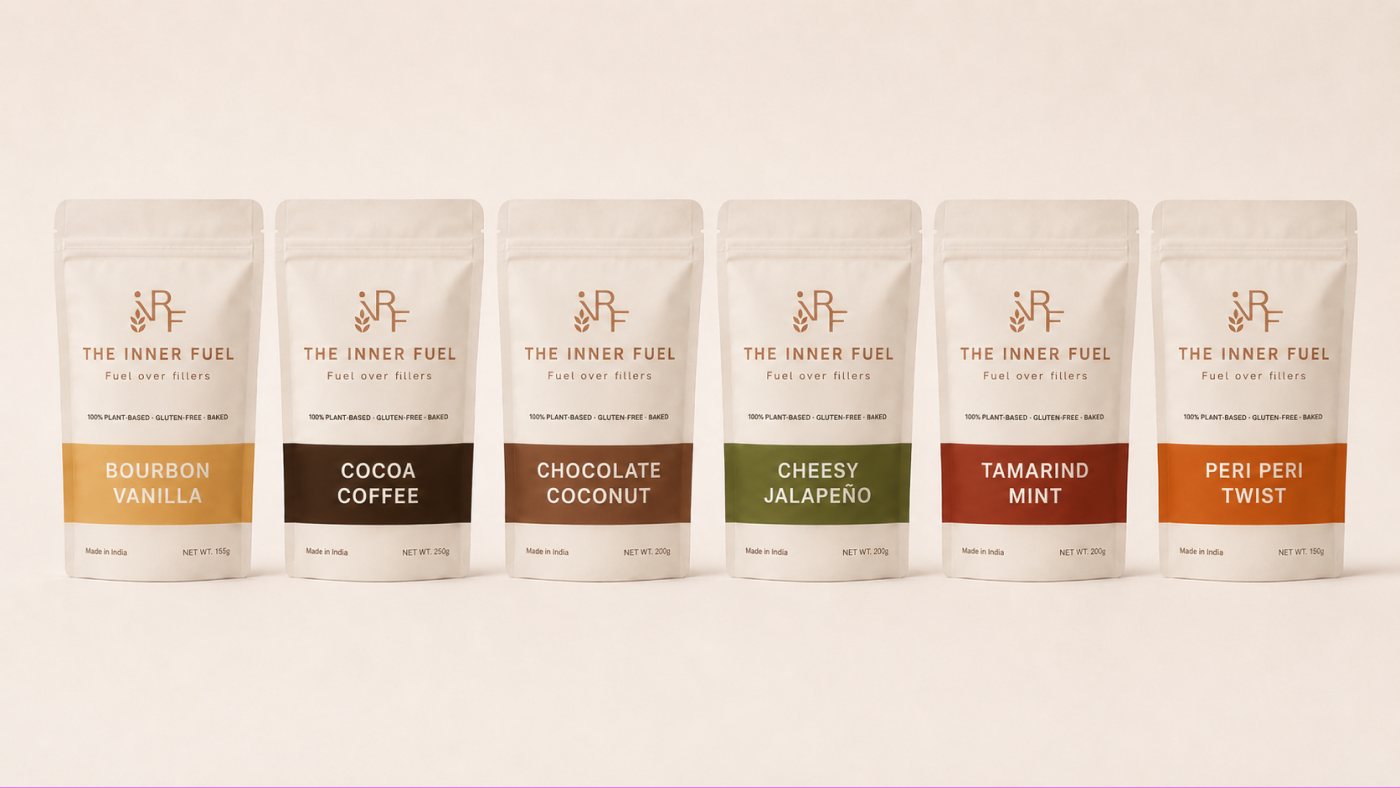 iRF
THE INNER FUEL
Fuel over fillers
100% PLANT-BASED · GLUTEN-FREE · BAKED
BOURBON
VANILLA
Made in India
NET WT. 155g
iRF
THE INNER FUEL
Fuel over fillers
100% PLANT-BASED · GLUTEN-FREE · BAKED
COCOA
COFFEE
Made in India
NET WT. 250g
iRF
THE INNER FUEL
Fuel over fillers
100% PLANT-BASED · GLUTEN-FREE · BAKED
CHOCOLATE
COCONUT
Made in India
NET WT. 200g
iRF
THE INNER FUEL
Fuel over fillers
100% PLANT-BASED · GLUTEN-FREE · BAKED
CHEESY
JALAPEÑO
Made in India
NET WT. 200g
iRF
THE INNER FUEL
Fuel over fillers
100% PLANT-BASED · GLUTEN-FREE · BAKED
TAMARIND
MINT
Made in India
NET WT. 200g
iRF
THE INNER FUEL
Fuel over fillers
100% PLANT-BASED · GLUTEN-FREE · BAKED
PERI PERI
TWIST
Made in India
NET WT. 150g